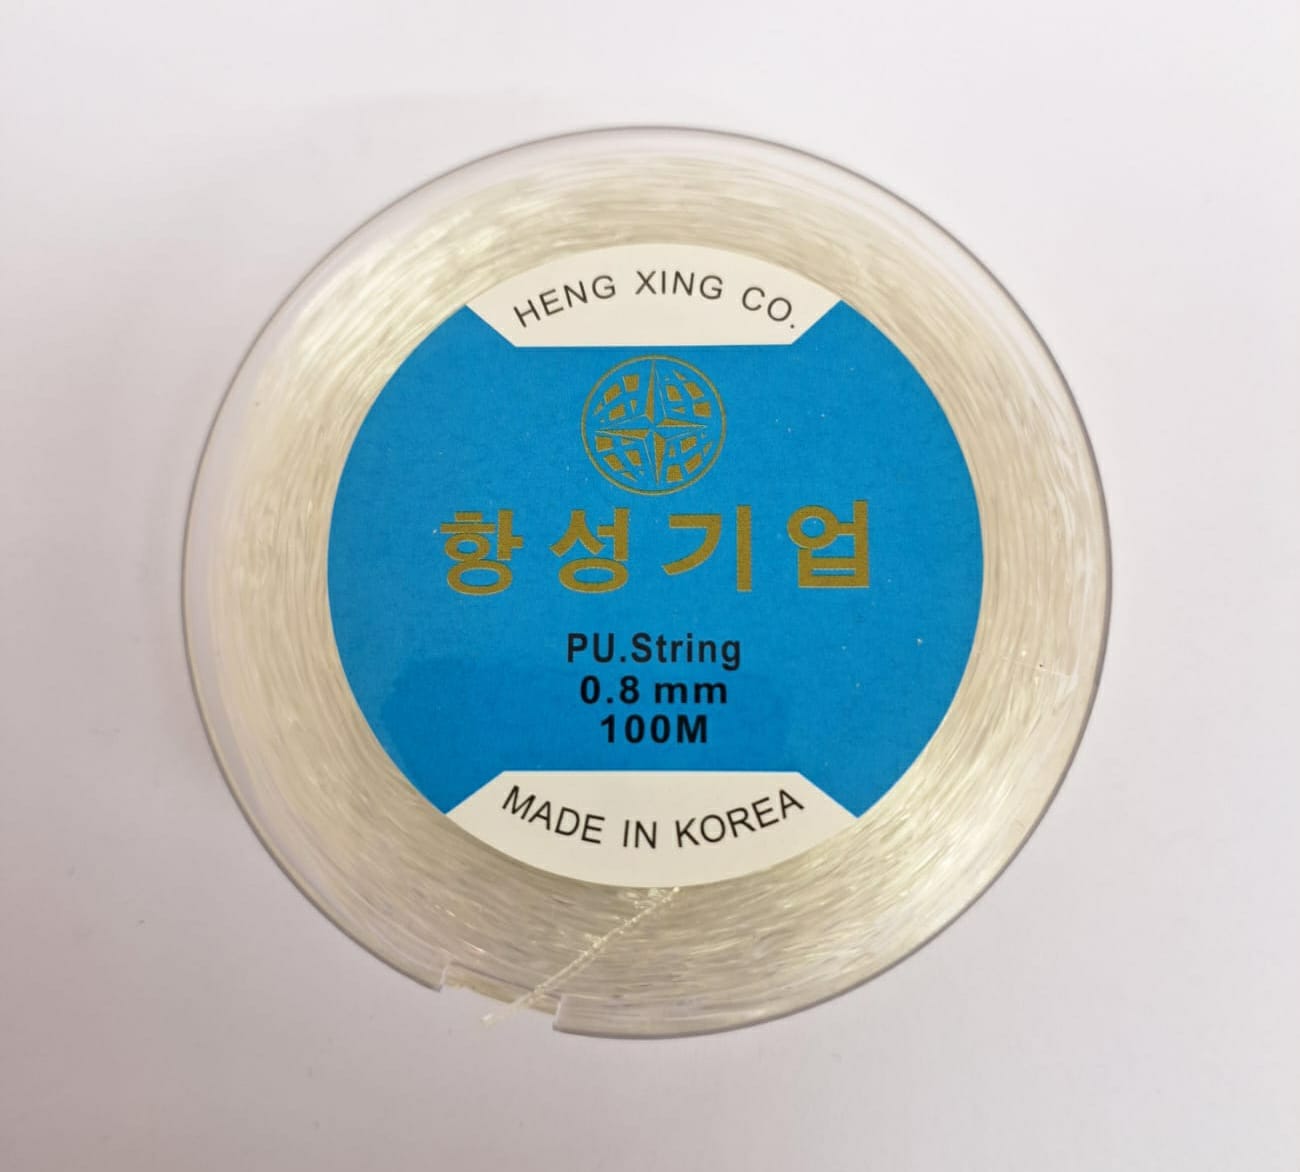 HENG XING CO.
항성기업
PU.String
0.8 mm
100M
MADE IN KOREA